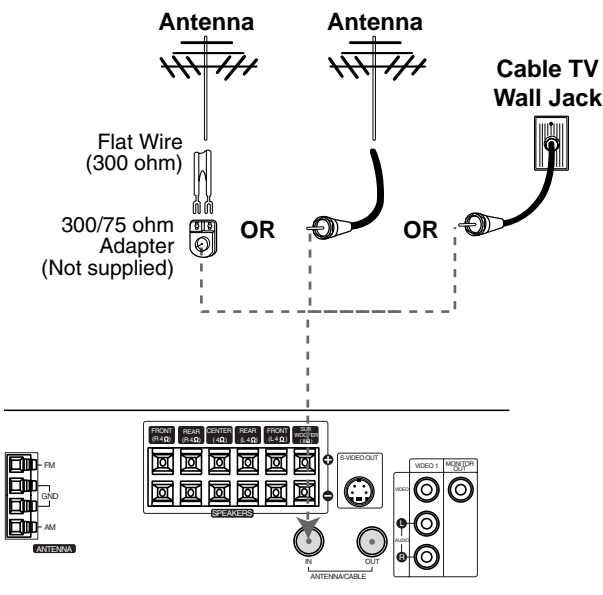 Antenna
Antenna
Cable TV
Wall Jack
Flat Wire
(300 ohm)
300/75 ohm
Adapter
(Not supplied)
OR
OR
FRONT
(R 4Ω)
REAR
(R 4Ω)
CENTER
(4Ω)
REAR
(L 4Ω)
FRONT
(L 4Ω)
SUB
WOOFER
(8Ω)
+
−
SPEAKERS
S-VIDEO OUT
VIDEO 1
MONITOR
OUT
VIDEO
L
AUDIO
R
FM
GND
AM
ANTENNA
IN
OUT
ANTENNA/CABLE